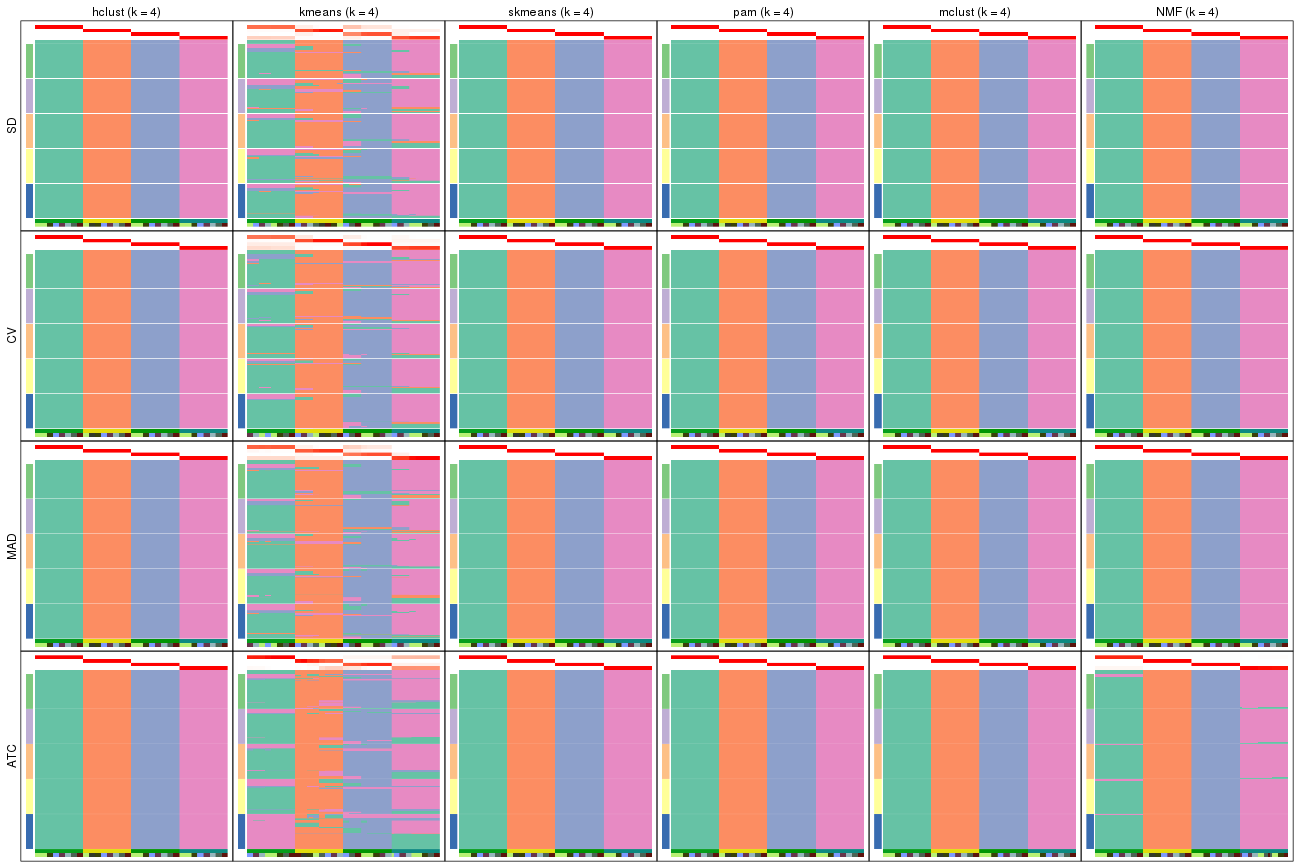 hclust (k = 4)
kmeans (k = 4)
skmeans (k = 4)
pam (k = 4)
mclust (k = 4)
NMF (k = 4)
SD
CV
MAD
ATC